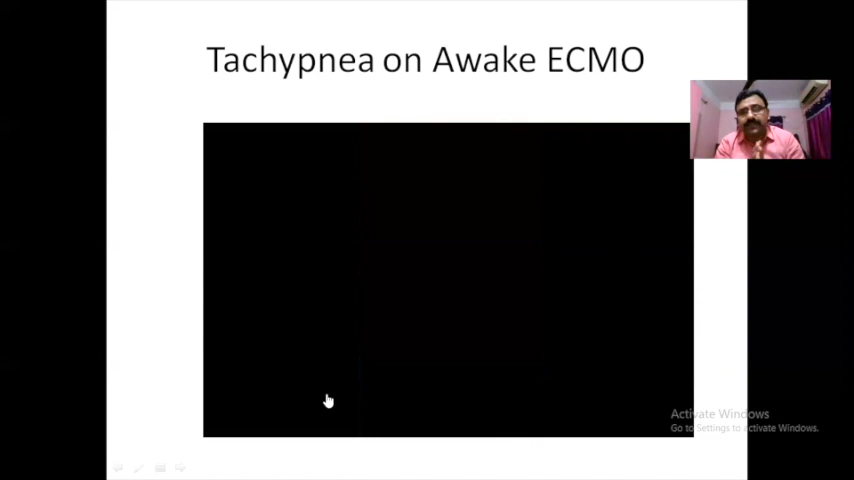 Tachypnea on Awake ECMO
Activate Windows
Go to Settings to activate Windows.